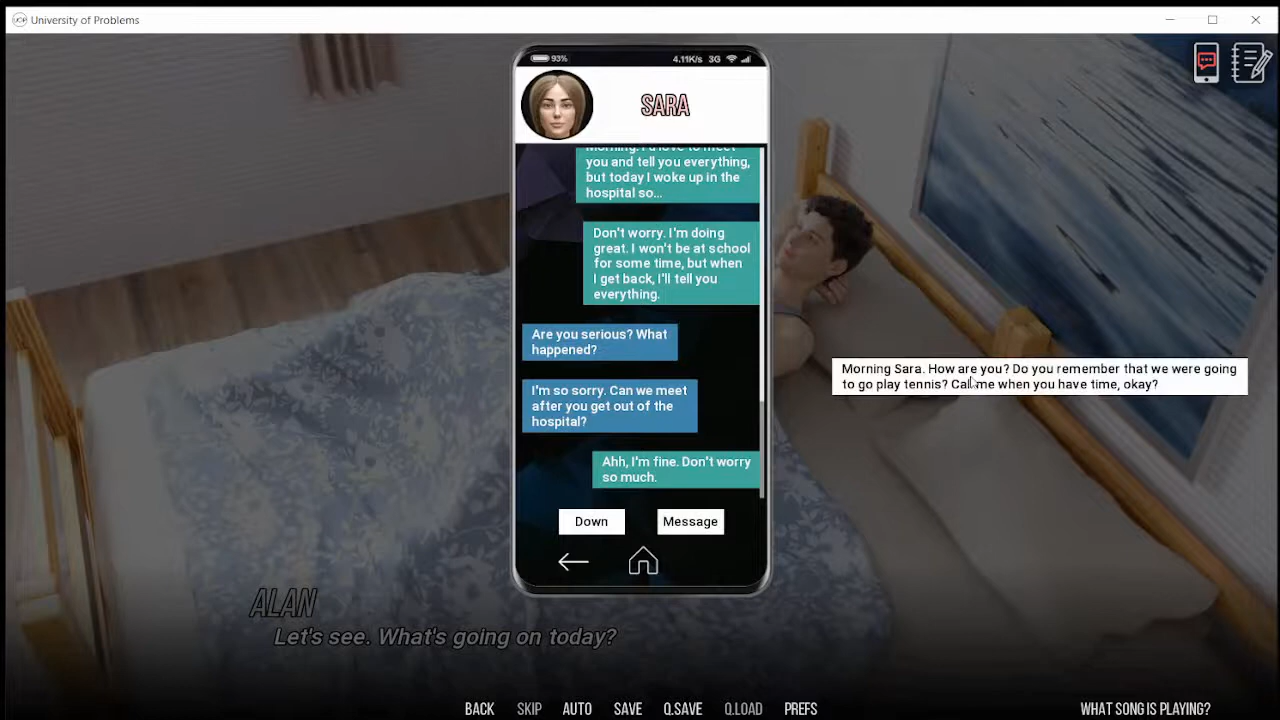 University of Problems
93%
4.11K/s 3G
SARA
Morning. I'd love to meet
you and tell you everything,
but today I woke up in the
hospital so...
Don't worry. I'm doing
great. I won't be at school
for some time, but when
I get back, I'll tell you
everything.
Are you serious? What
happened?
I'm so sorry. Can we meet
after you get out of the
hospital?
Ahh, I'm fine. Don't worry
so much.
Down
Message
Morning Sara. How are you? Do you remember that we were going
to go play tennis? Call me when you have time, okay?
ALAN
Let's see. What's going on today?
BACK SKIP AUTO SAVE Q.SAVE Q.LOAD PREFS
WHAT SONG IS PLAYING?